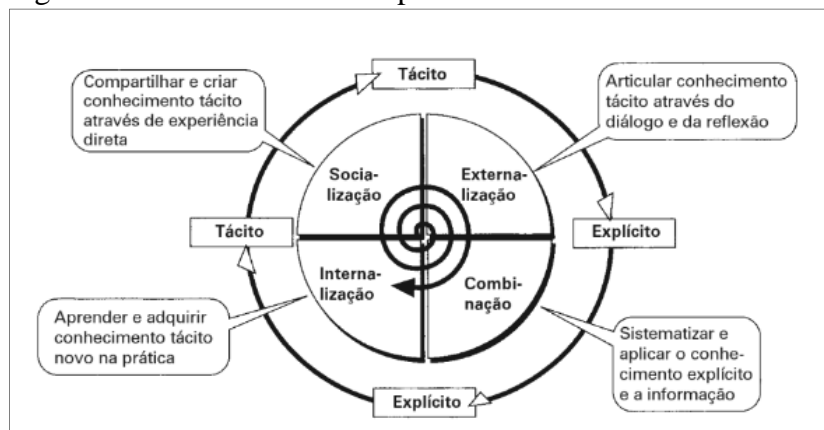 Tácito
Compartilhar e criar
conhecimento tácito
através de experiência
direta
Articular conhecimento
tácito através do
diálogo e da reflexão
Socia-
lização
Externa-
lização
Tácito
Explícito
Interna-
lização
Combi-
nação
Aprender e adquirir
conhecimento tácito
novo na prática
Sistematizar e
aplicar o conhe-
cimento explícito
e a informação
Explícito